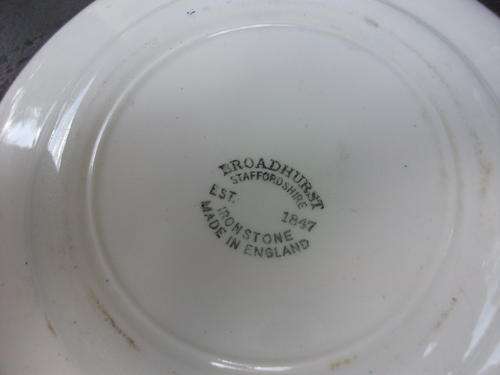 BROADHURST
STAFFORDSHIRE
EST. 1847
IRONSTONE
MADE IN ENGLAND